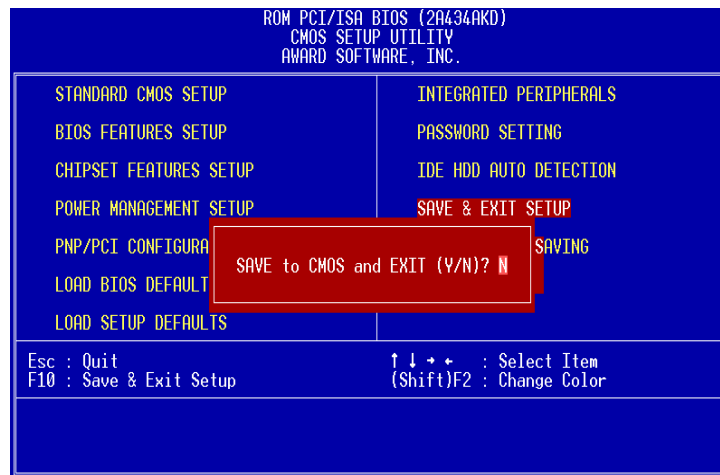 ROM PCI/ISA BIOS (2A434AKD)
CMOS SETUP UTILITY
AWARD SOFTWARE, INC.
STANDARD CMOS SETUP
BIOS FEATURES SETUP
CHIPSET FEATURES SETUP
POWER MANAGEMENT SETUP
PNP/PCI CONFIGURA
LOAD BIOS DEFAULT
LOAD SETUP DEFAULTS
INTEGRATED PERIPHERALS
PASSWORD SETTING
IDE HDD AUTO DETECTION
SAVE & EXIT SETUP
SAVING
SAVE to CMOS and EXIT (Y/N)? N
Esc : Quit
F10 : Save & Exit Setup
↑ ↓ → ← : Select Item
(Shift)F2 : Change Color